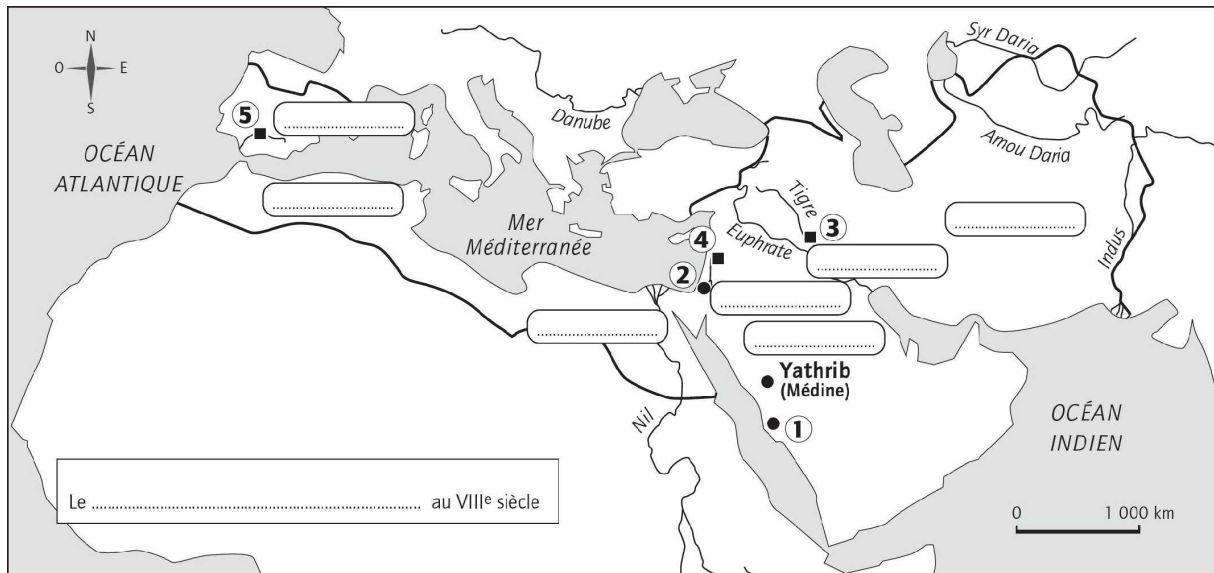 N
O E
S
Syr Daria
Danube
Amou Daria
5
........................
OCÉAN
ATLANTIQUE
........................
Mer
Méditerranée
Tigre
3
4
Euphrate
........................
Indus
2
........................
........................
........................
........................
Yathrib
(Médine)
1
Nil
OCÉAN
INDIEN
Le ........................ au VIIIe siècle
0 1 000 km